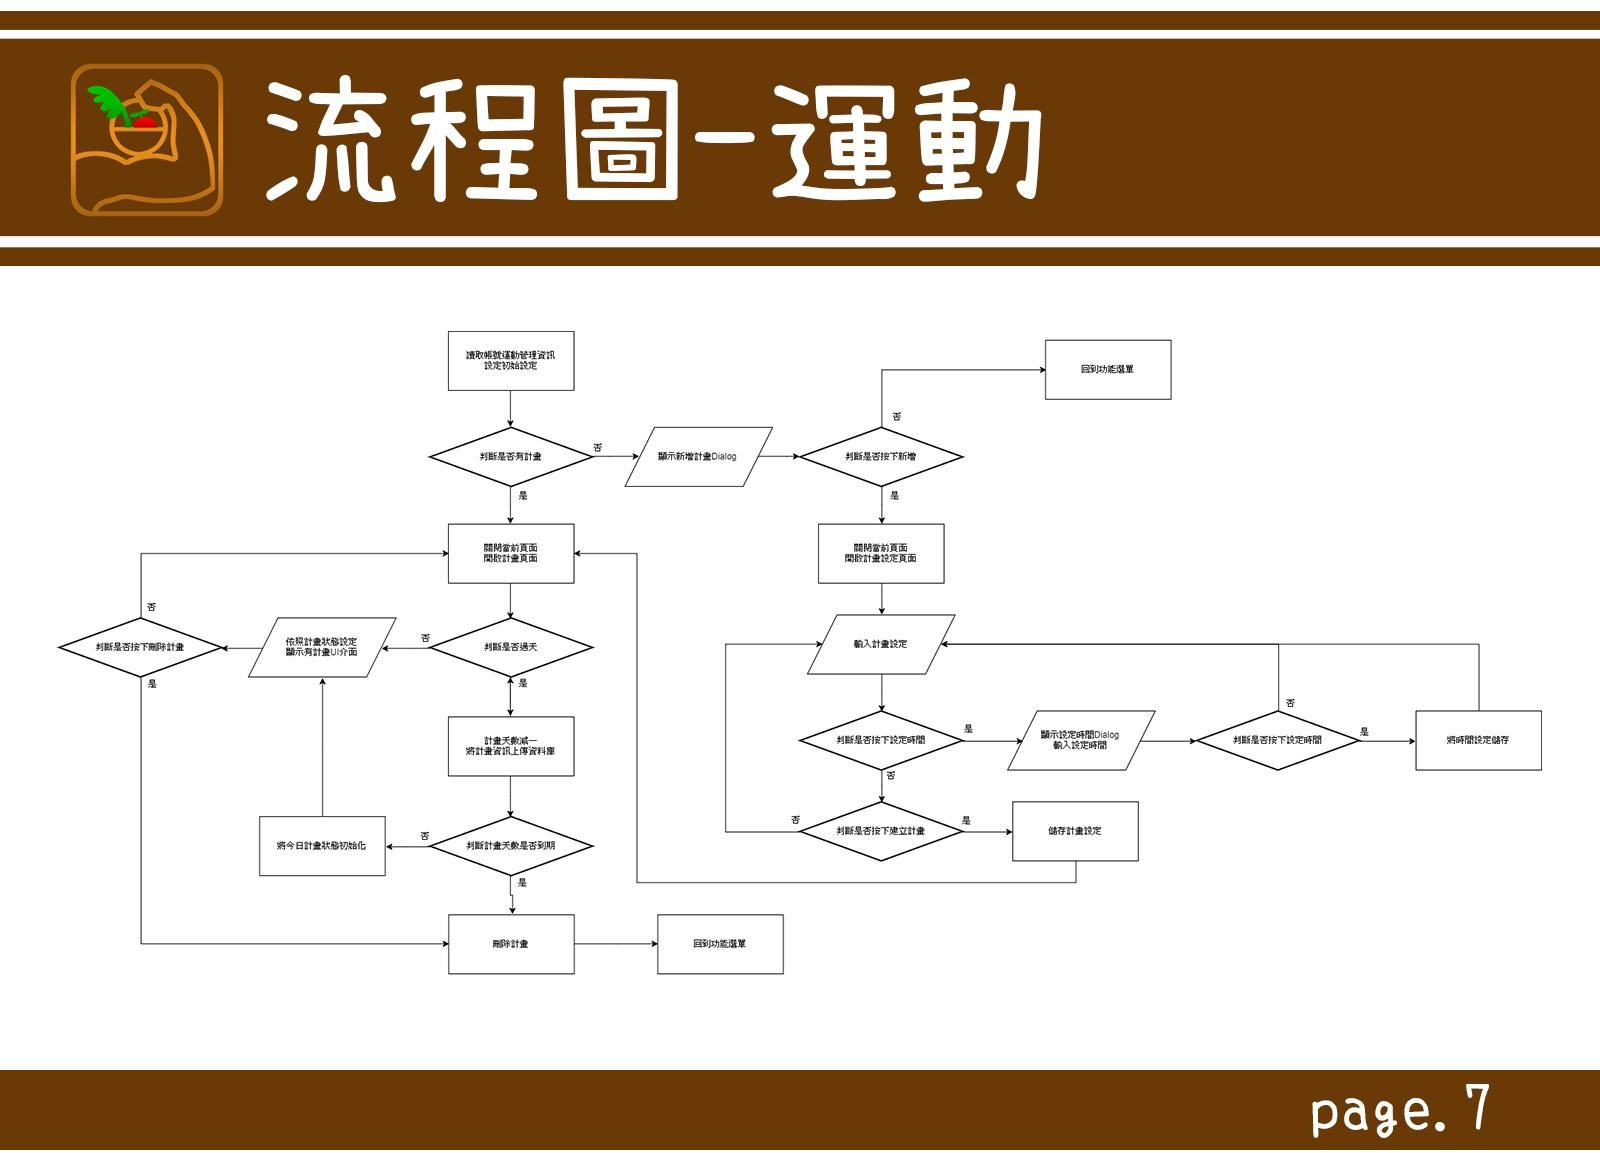 流程圖－運動
讀取帳號運動管理資訊
設定初始設定
回到功能選單
否
判斷是否有計畫
否
顯示新增計畫Dialog
判斷是否按下新增
是
是
關閉當前頁面
開啟計畫頁面
關閉當前頁面
開啟計畫設定頁面
否
判斷是否按下刪除計畫
依照計畫狀態設定
顯示有計畫UI介面
否
判斷是否過天
輸入計畫設定
是
是
計畫天數減一
將計畫資訊上傳資料庫
判斷是否按下設定時間
是
顯示設定時間Dialog
輸入設定時間
否
判斷是否按下設定時間
是
將時間設定儲存
否
否
判斷是否按下建立計畫
是
儲存計畫設定
將今日計畫狀態初始化
否
判斷計畫天數是否到期
是
刪除計畫
回到功能選單
page. 7